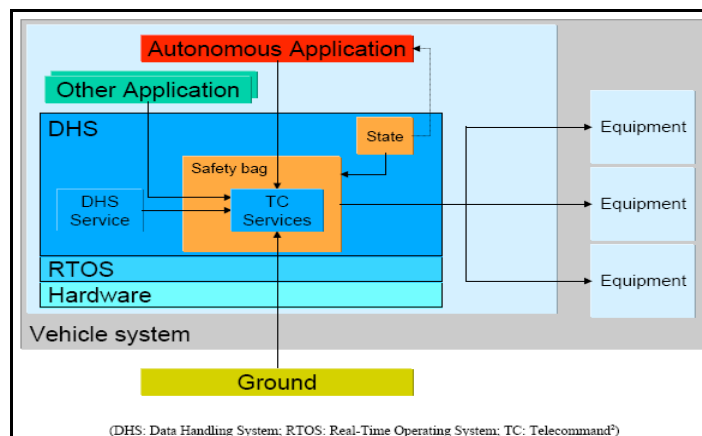 Autonomous Application
Other Application
DHS
State
Safety bag
DHS
Service
TC
Services
Equipment
Equipment
Equipment
RTOS
Hardware
Vehicle system
Ground
(DHS: Data Handling System; RTOS: Real-Time Operating System; TC: Telecommand²)